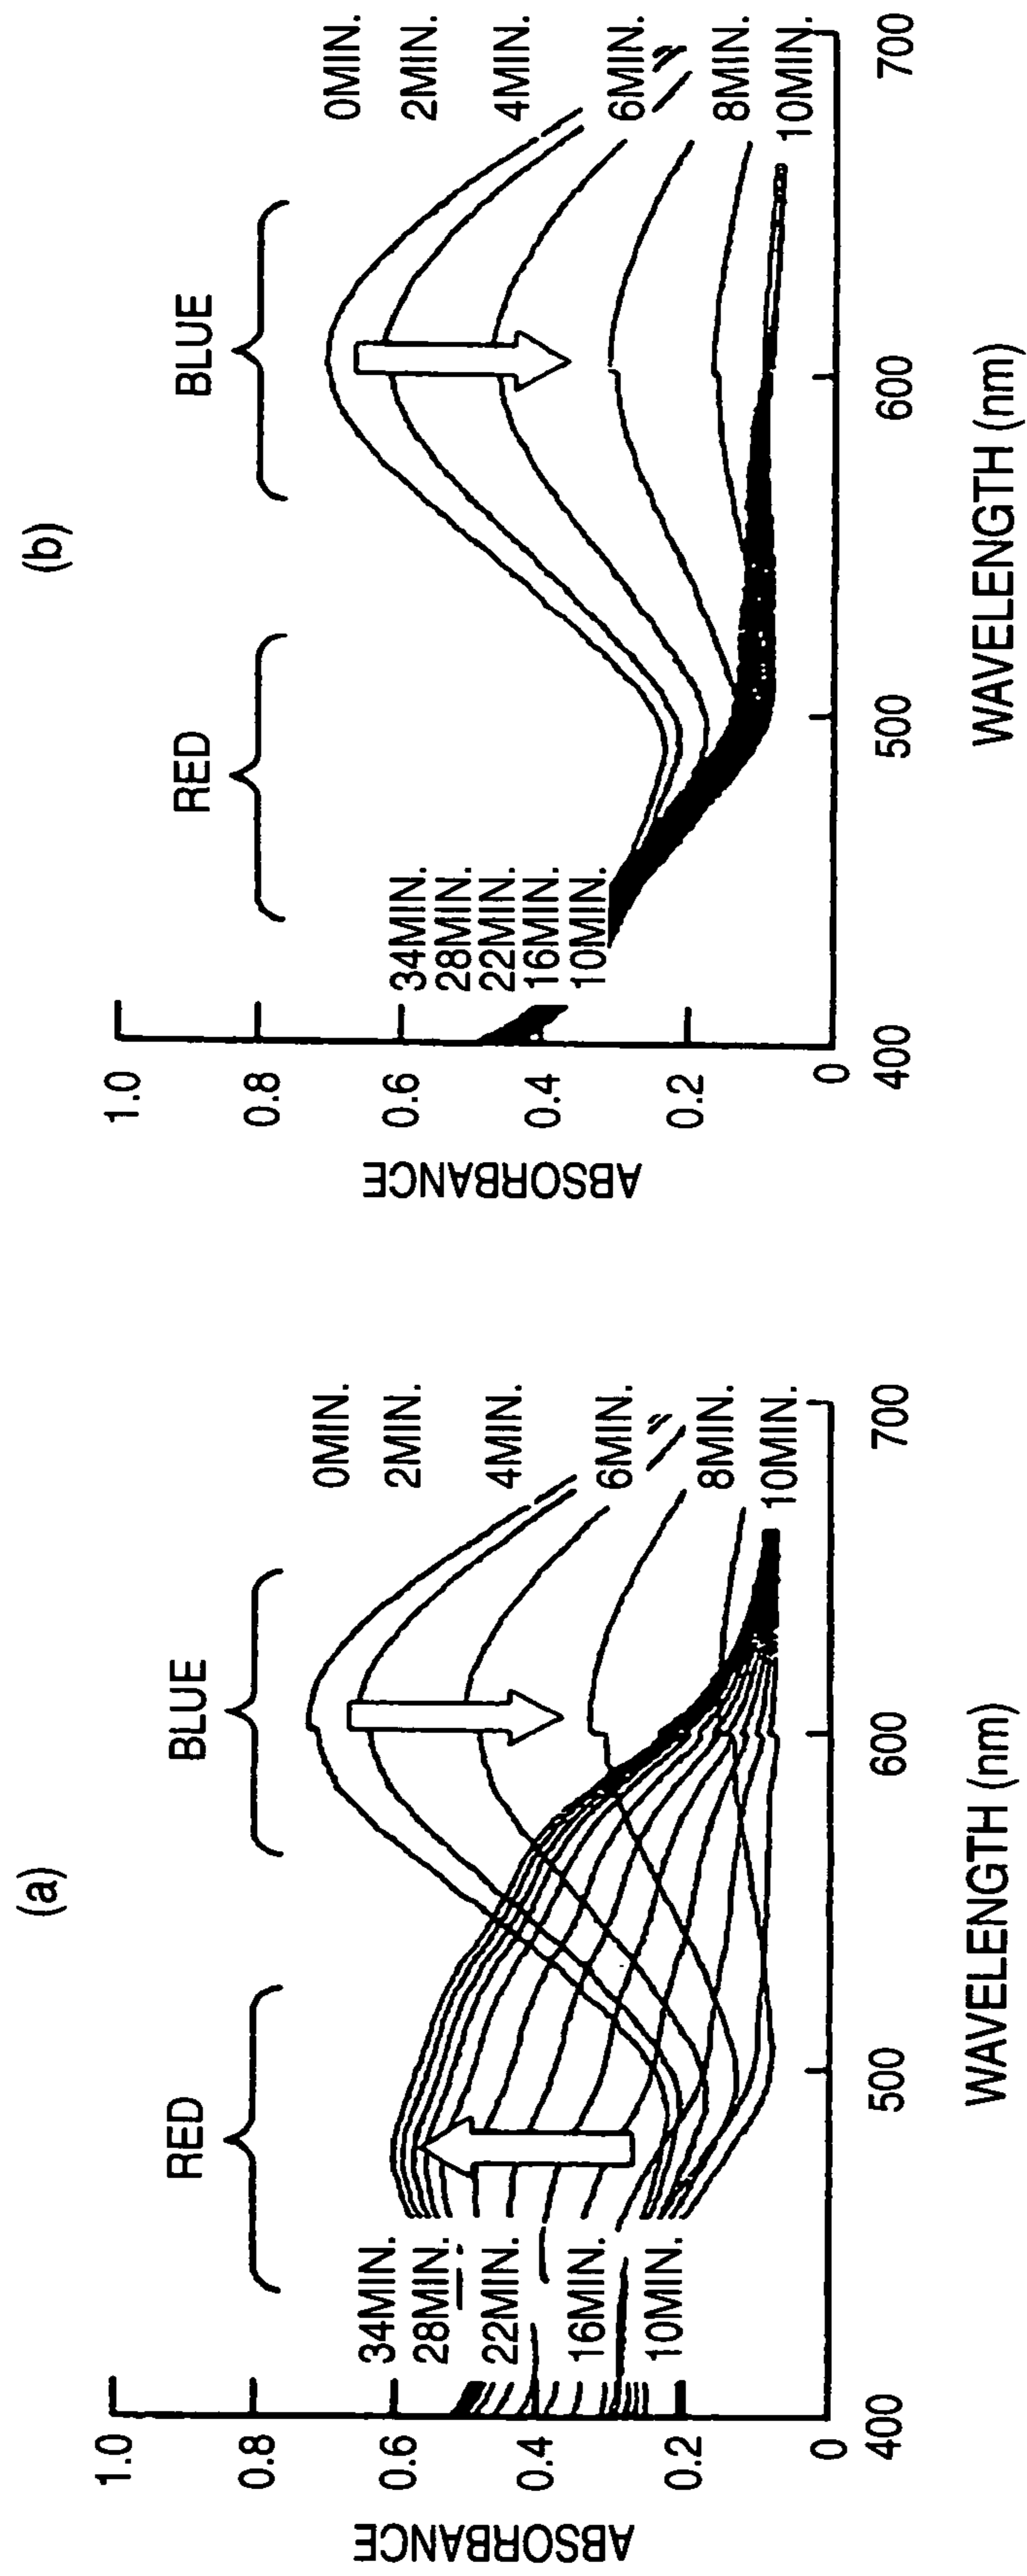 (a)
RED
BLUE
ABSORBANCE
1.0
0.8
0.6
0.4
0.2
0
34MIN.
28MIN.
22MIN.
16MIN.
10MIN.
0MIN.
2MIN.
4MIN.
6MIN.
8MIN.
10MIN.
400
500
600
700
WAVELENGTH (nm)
(b)
RED
BLUE
ABSORBANCE
1.0
0.8
0.6
0.4
0.2
0
34MIN.
28MIN.
22MIN.
16MIN.
10MIN.
0MIN.
2MIN.
4MIN.
6MIN.
8MIN.
10MIN.
400
500
600
700
WAVELENGTH (nm)